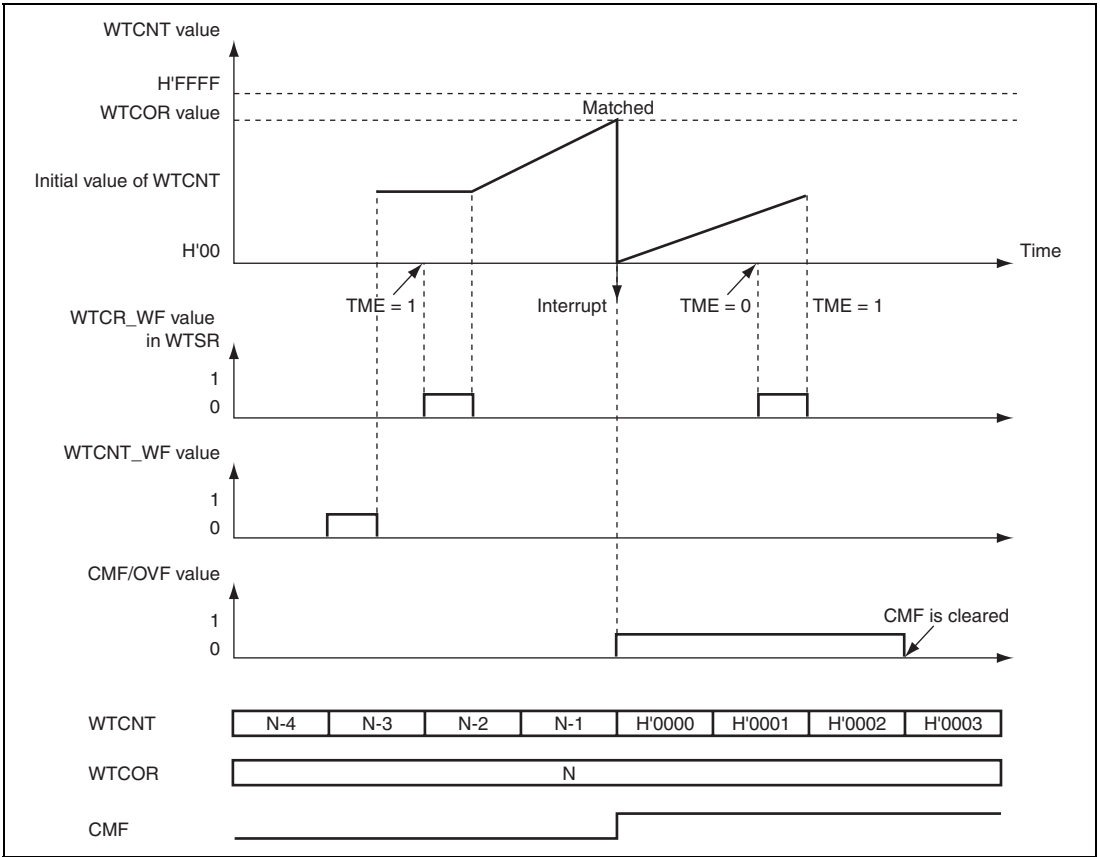 WTCNT value
H'FFFF
WTCOR value
Matched
Initial value of WTCNT
H'00
Time
TME = 1
Interrupt
TME = 0
TME = 1
WTCR_WF value
in WTSR
1
0
WTCNT_WF value
1
0
CMF/OVF value
1
0
CMF is cleared
WTCNT N-4 N-3 N-2 N-1 H'0000 H'0001 H'0002 H'0003
WTCOR N
CMF